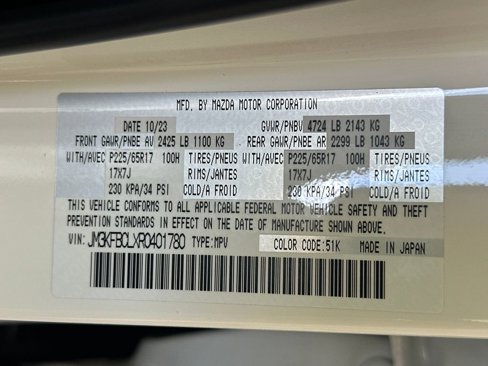 MFD. BY MAZDA MOTOR CORPORATION
DATE 10/23 GVWR/PNBV 4724 LB 2143 KG
FRONT GAWR/PNBE AV 2425 LB 1100 KG REAR GAWR/PNBE AR 2299 LB 1043 KG
WITH/AVEC P225/65R17 100H TIRES/PNEUS WITH/AVEC P225/65R17 100H TIRES/PNEUS
17X7J RIMS/JANTES 17X7J RIMS/JANTES
230 KPA/34 PSI COLD/A FROID 230 KPA/34 PSI COLD/A FROID
THIS VEHICLE CONFORMS TO ALL APPLICABLE FEDERAL MOTOR VEHICLE SAFETY AND THEFT
PREVENTION STANDARDS IN EFFECT ON THE DATE OF MANUFACTURE SHOWN ABOVE.
VIN: JM3KFBCLXR0401780 TYPE:MPV COLOR CODE:51K MADE IN JAPAN